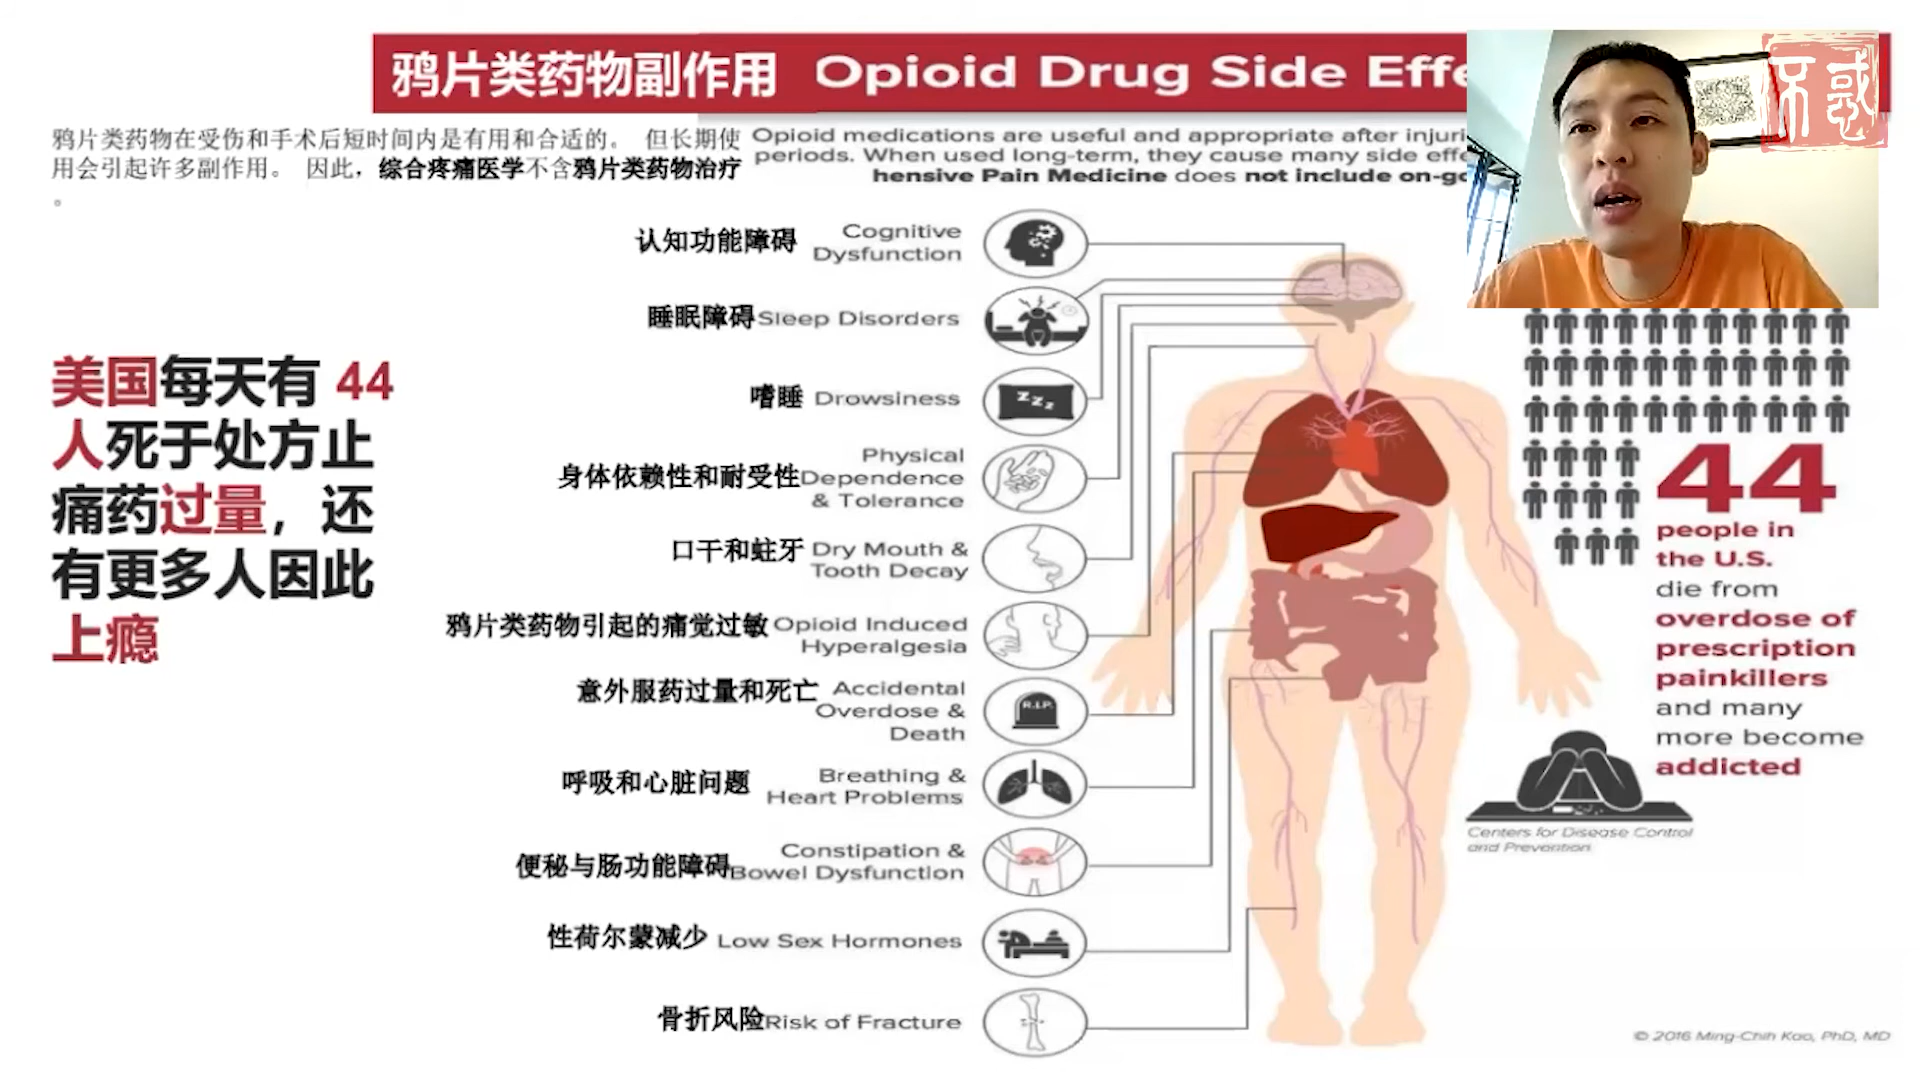 鸦片类药物副作用
Opioid Drug Side Effe
不惑
鸦片类药物在受伤和手术后短时间内是有用和合适的。 但长期使
用会引起许多副作用。 因此，综合疼痛医学不含鸦片类药物治疗
。
Opioid medications are useful and appropriate after injuri
periods. When used long-term, they cause many side effe
hensive Pain Medicine does not include on-go
美国每天有 44
人死于处方止
痛药过量，还
有更多人因此
上瘾
认知功能障碍
Cognitive
Dysfunction
睡眠障碍
Sleep Disorders
嗜睡
Drowsiness
zzz
身体依赖性和耐受性
Physical
Dependence
& Tolerance
口干和蛀牙
Dry Mouth &
Tooth Decay
鸦片类药物引起的痛觉过敏
Opioid Induced
Hyperalgesia
意外服药过量和死亡
Accidental
Overdose &
Death
R.I.P.
呼吸和心脏问题
Breathing &
Heart Problems
便秘与肠功能障碍
Constipation &
Bowel Dysfunction
性荷尔蒙减少
Low Sex Hormones
骨折风险
Risk of Fracture
44
people in
the U.S.
die from
overdose of
prescription
painkillers
and many
more become
addicted
Centers for Disease Control
and Prevention
© 2016 Ming-Chih Kao, PhD, MD